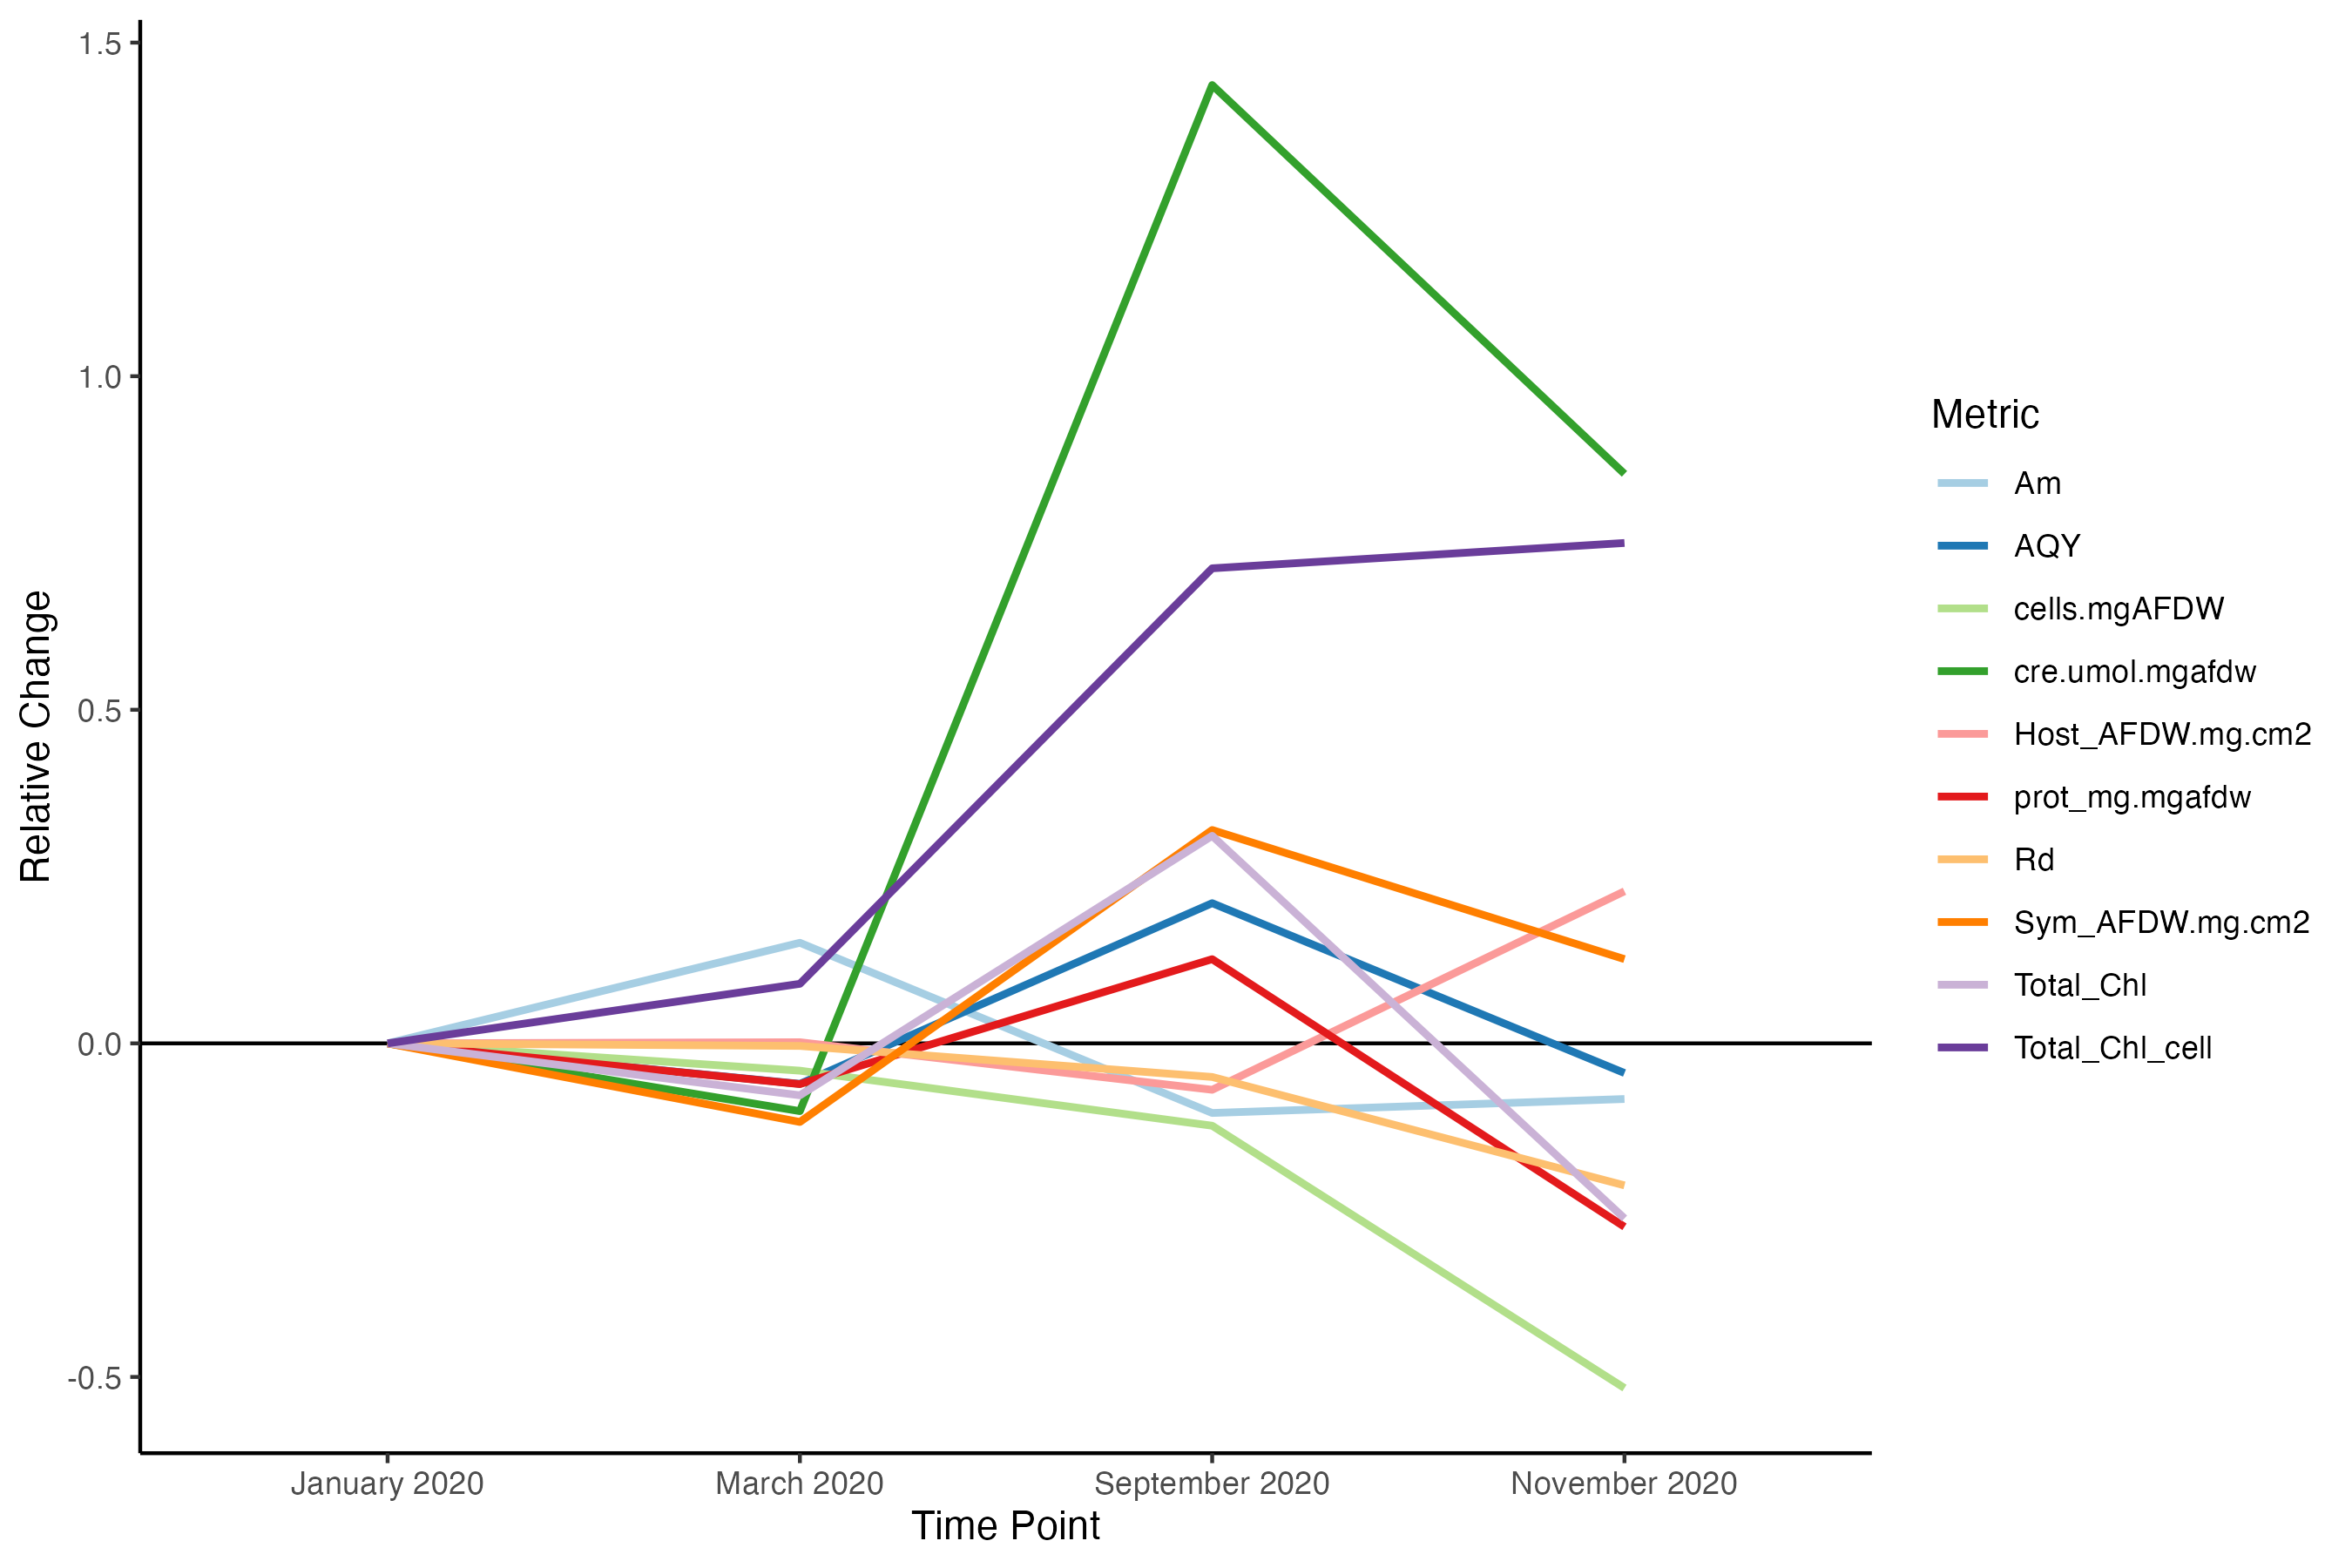 Relative Change
1.5
1.0
0.5
0.0
-0.5
January 2020
March 2020
September 2020
November 2020
Time Point
Metric
Am
AQY
cells.mgAFDW
cre.umol.mgafdw
Host_AFDW.mg.cm2
prot_mg.mgafdw
Rd
Sym_AFDW.mg.cm2
Total_Chl
Total_Chl_cell